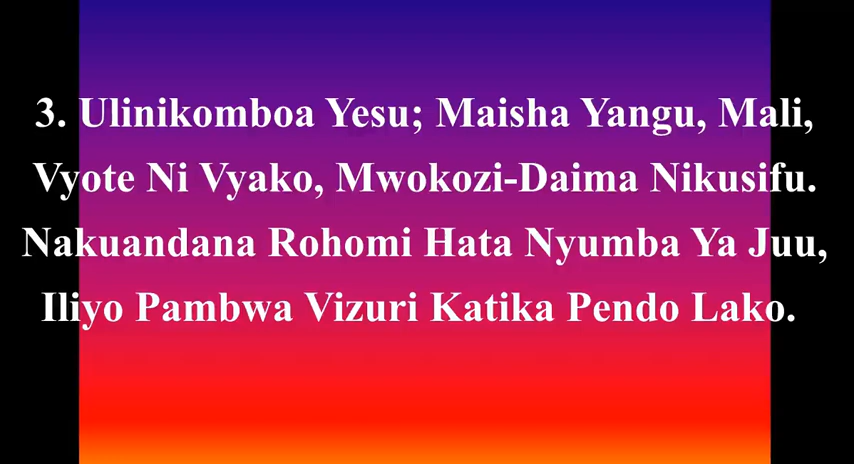 3. Ulinikomboa Yesu; Maisha Yangu, Mali,
Vyote Ni Vyako, Mwokozi-Daima Nikusifu.
Nakuandana Rohomi Hata Nyumba Ya Juu,
Iliyo Pambwa Vizuri Katika Pendo Lako.